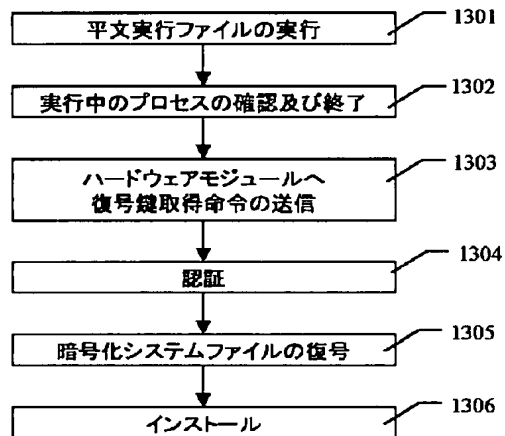 平文実行ファイルの実行
1301
実行中のプロセスの確認及び終了
1302
ハードウェアモジュールへ
復号鍵取得命令の送信
1303
認証
1304
暗号化システムファイルの復号
1305
インストール
1306